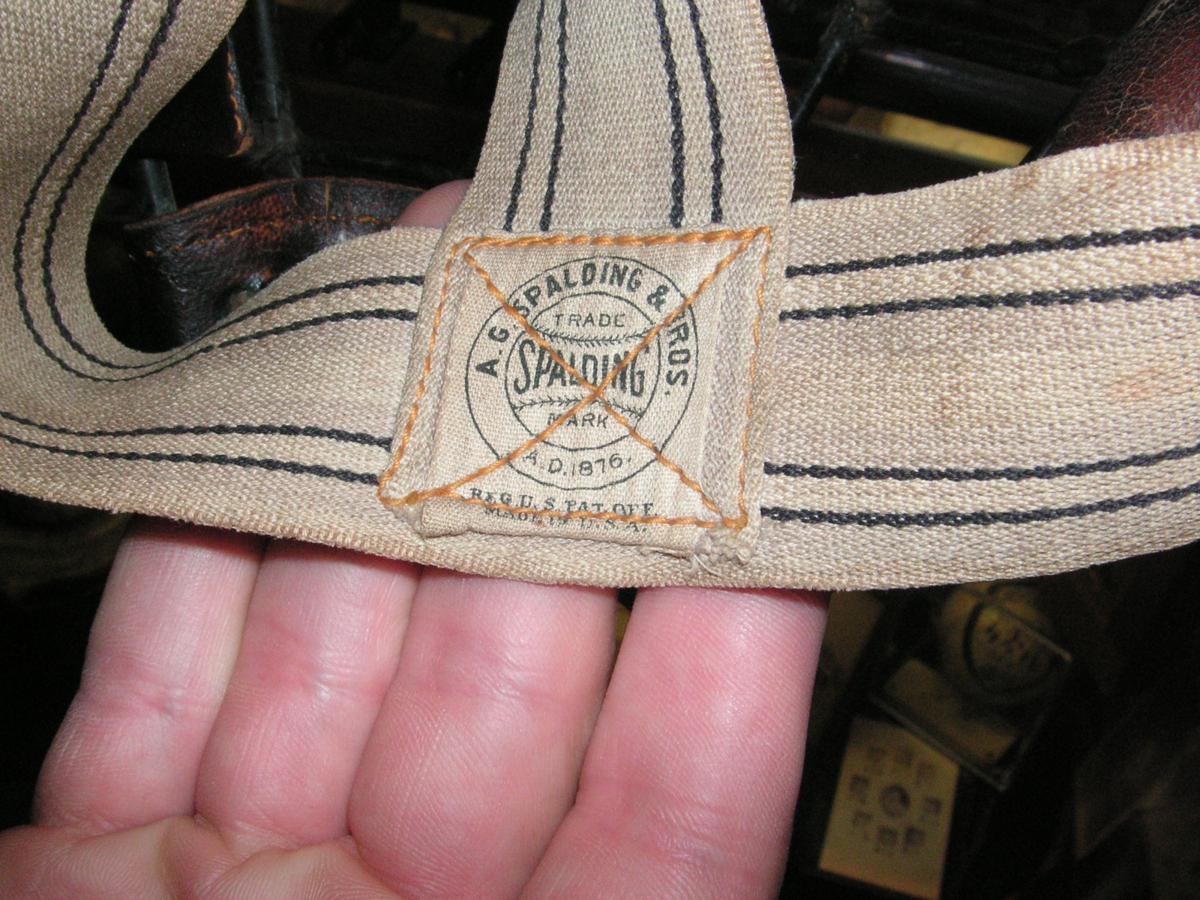 A.G. SPALDING & BROS.
TRADE
SPALDING
MARK
A.D.1876.
REG.U.S.PAT.OFF.
MADE IN U.S.A.